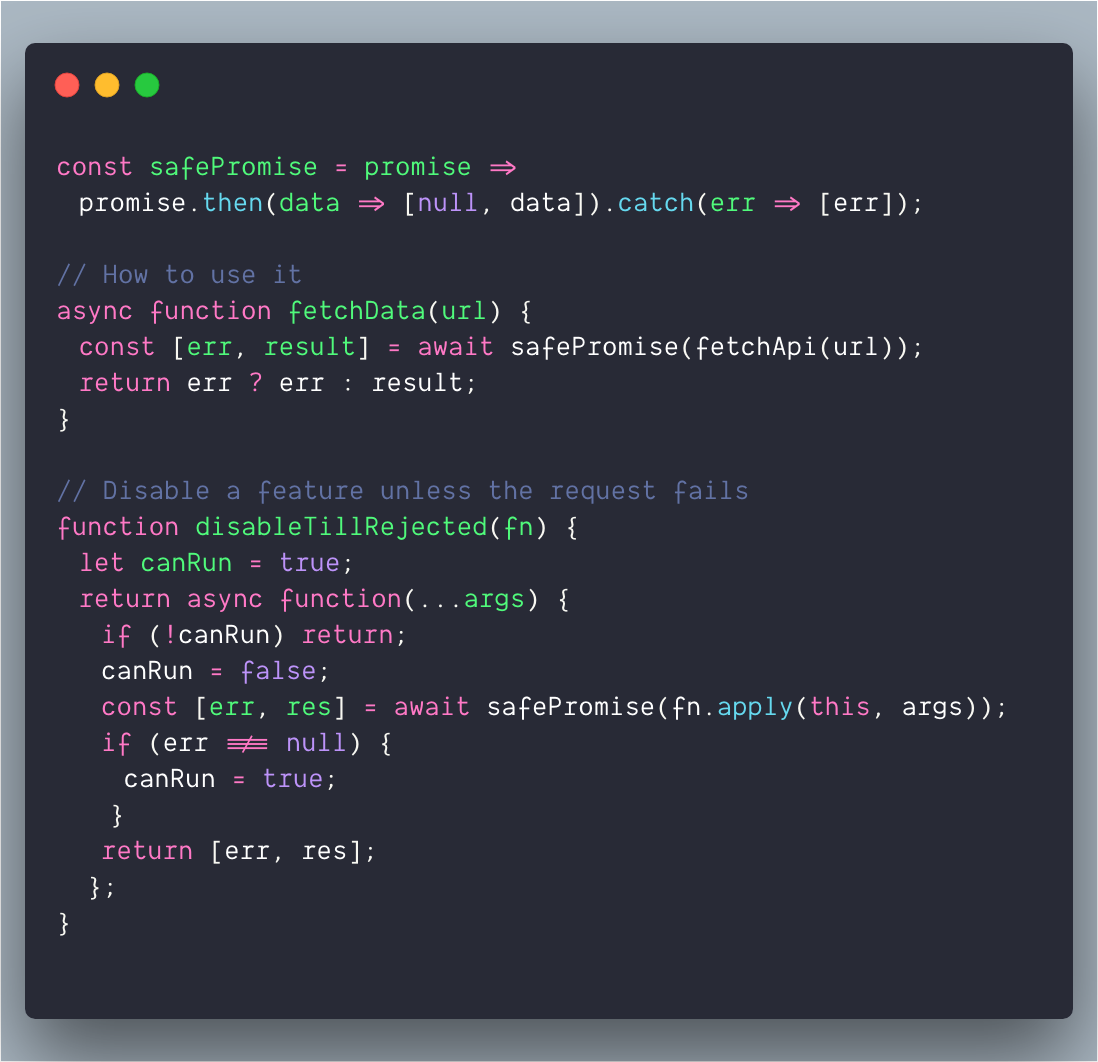 const safePromise = promise =>
  promise.then(data => [null, data]).catch(err => [err]);

// How to use it
async function fetchData(url) {
  const [err, result] = await safePromise(fetchApi(url));
  return err ? err : result;
}

// Disable a feature unless the request fails
function disableTillRejected(fn) {
  let canRun = true;
  return async function(...args) {
    if (!canRun) return;
    canRun = false;
    const [err, res] = await safePromise(fn.apply(this, args));
    if (err !== null) {
      canRun = true;
    }
    return [err, res];
  };
}